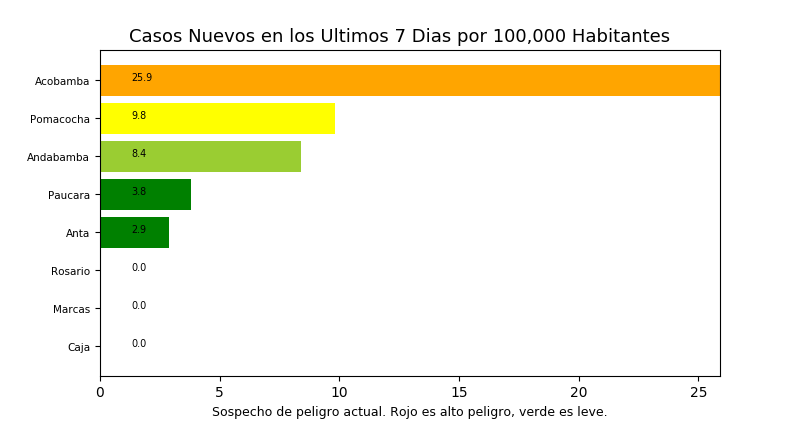 Casos Nuevos en los Ultimos 7 Dias por 100,000 Habitantes
Acobamba 25.9
Pomacocha 9.8
Andabamba 8.4
Paucara 3.8
Anta 2.9
Rosario 0.0
Marcas 0.0
Caja 0.0
0 5 10 15 20 25
Sospecho de peligro actual. Rojo es alto peligro, verde es leve.